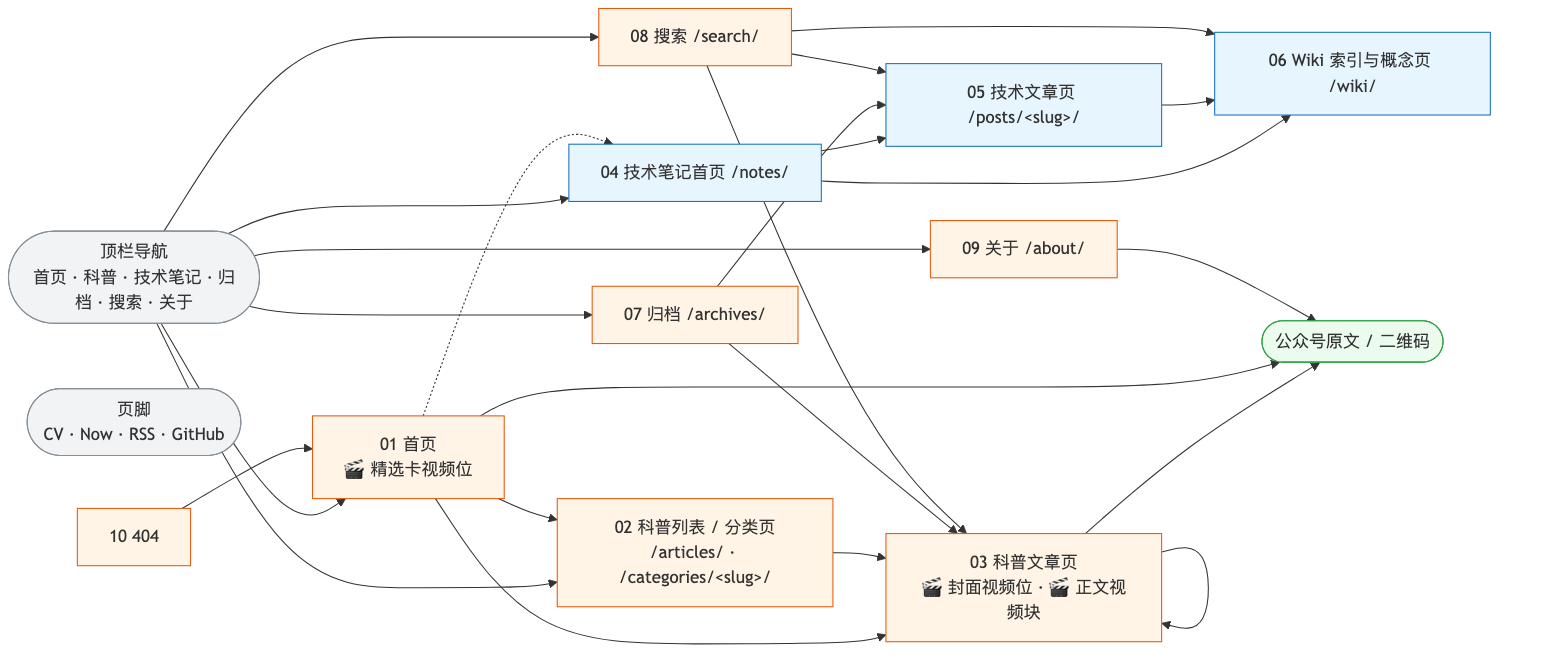 08 搜索 /search/
06 Wiki 索引与概念页
/wiki/
05 技术文章页
/posts/<slug>/
04 技术笔记首页 /notes/
顶栏导航
首页 · 科普 · 技术笔记 · 归
档 · 搜索 · 关于
09 关于 /about/
07 归档 /archives/
公众号原文 / 二维码
页脚
CV · Now · RSS · GitHub
01 首页
🎬 精选卡视频位
10 404
02 科普列表 / 分类页
/articles/ ·
/categories/<slug>/
03 科普文章页
🎬 封面视频位 · 🎬 正文视
频块